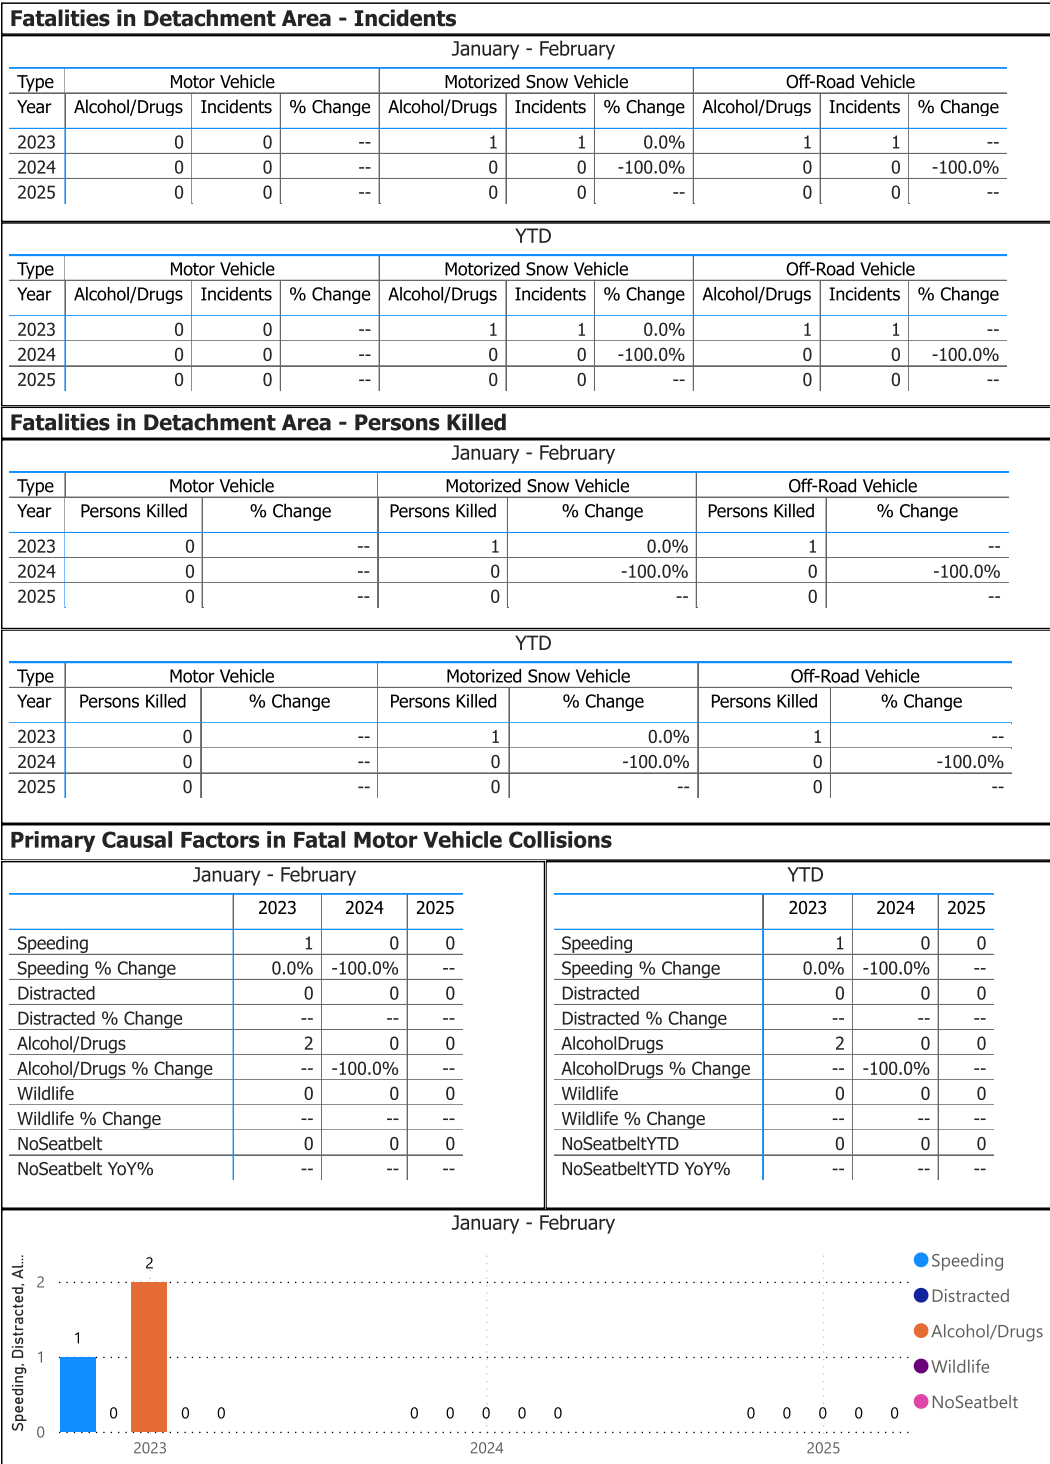 Fatalities in Detachment Area - Incidents
January - February
Type Motor Vehicle Motorized Snow Vehicle Off-Road Vehicle
Year Alcohol/Drugs Incidents % Change Alcohol/Drugs Incidents % Change Alcohol/Drugs Incidents % Change
2023 0 0 -- 1 1 0.0% 1 1 --
2024 0 0 -- 0 0 -100.0% 0 0 -100.0%
2025 0 0 -- 0 0 -- 0 0 --
YTD
Type Motor Vehicle Motorized Snow Vehicle Off-Road Vehicle
Year Alcohol/Drugs Incidents % Change Alcohol/Drugs Incidents % Change Alcohol/Drugs Incidents % Change
2023 0 0 -- 1 1 0.0% 1 1 --
2024 0 0 -- 0 0 -100.0% 0 0 -100.0%
2025 0 0 -- 0 0 -- 0 0 --
Fatalities in Detachment Area - Persons Killed
January - February
Type Motor Vehicle Motorized Snow Vehicle Off-Road Vehicle
Year Persons Killed % Change Persons Killed % Change Persons Killed % Change
2023 0 -- 1 0.0% 1 --
2024 0 -- 0 -100.0% 0 -100.0%
2025 0 -- 0 -- 0 --
YTD
Type Motor Vehicle Motorized Snow Vehicle Off-Road Vehicle
Year Persons Killed % Change Persons Killed % Change Persons Killed % Change
2023 0 -- 1 0.0% 1 --
2024 0 -- 0 -100.0% 0 -100.0%
2025 0 -- 0 -- 0 --
Primary Causal Factors in Fatal Motor Vehicle Collisions
January - February
2023 2024 2025
Speeding 1 0 0
Speeding % Change 0.0% -100.0% --
Distracted 0 0 0
Distracted % Change -- -- --
Alcohol/Drugs 2 0 0
Alcohol/Drugs % Change -- -100.0% --
Wildlife 0 0 0
Wildlife % Change -- -- --
NoSeatbelt 0 0 0
NoSeatbelt YoY% -- -- --
YTD
2023 2024 2025
Speeding 1 0 0
Speeding % Change 0.0% -100.0% --
Distracted 0 0 0
Distracted % Change -- -- --
AlcoholDrugs 2 0 0
AlcoholDrugs % Change -- -100.0% --
Wildlife 0 0 0
Wildlife % Change -- -- --
NoSeatbeltYTD 0 0 0
NoSeatbeltYTD YoY% -- -- --
January - February
Speeding, Distracted, Al...
2
1
0
1 0 2 0 0
0 0 0 0 0
0 0 0 0 0
2023 2024 2025
Speeding
Distracted
Alcohol/Drugs
Wildlife
NoSeatbelt